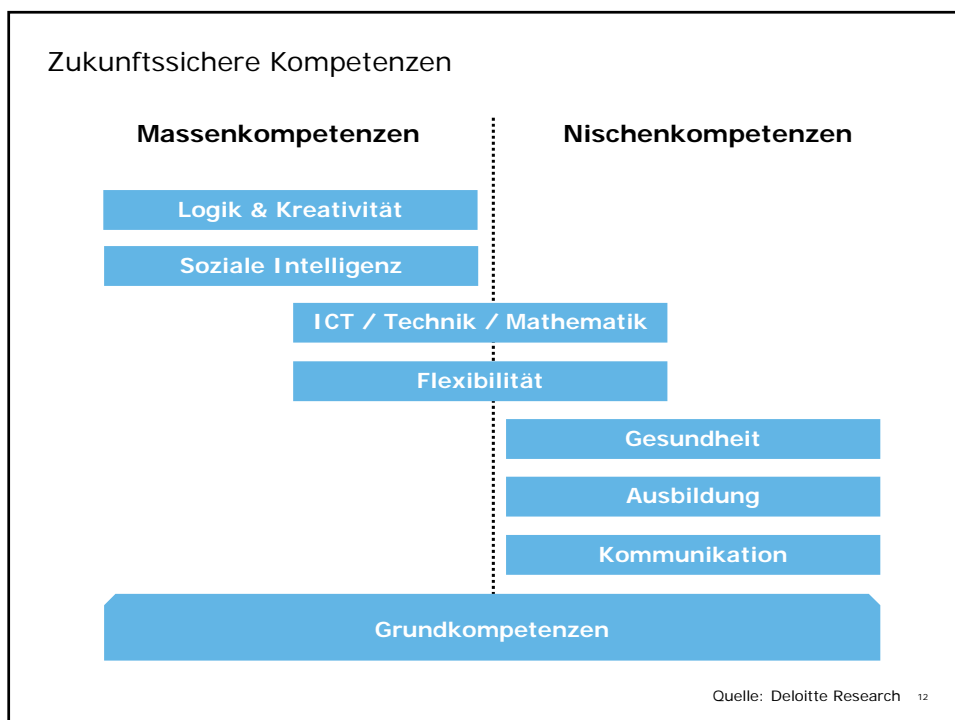 Zukunftssichere Kompetenzen
Massenkompetenzen
Nischenkompetenzen
Logik & Kreativität
Soziale Intelligenz
ICT / Technik / Mathematik
Flexibilität
Gesundheit
Ausbildung
Kommunikation
Grundkompetenzen
Quelle: Deloitte Research 12